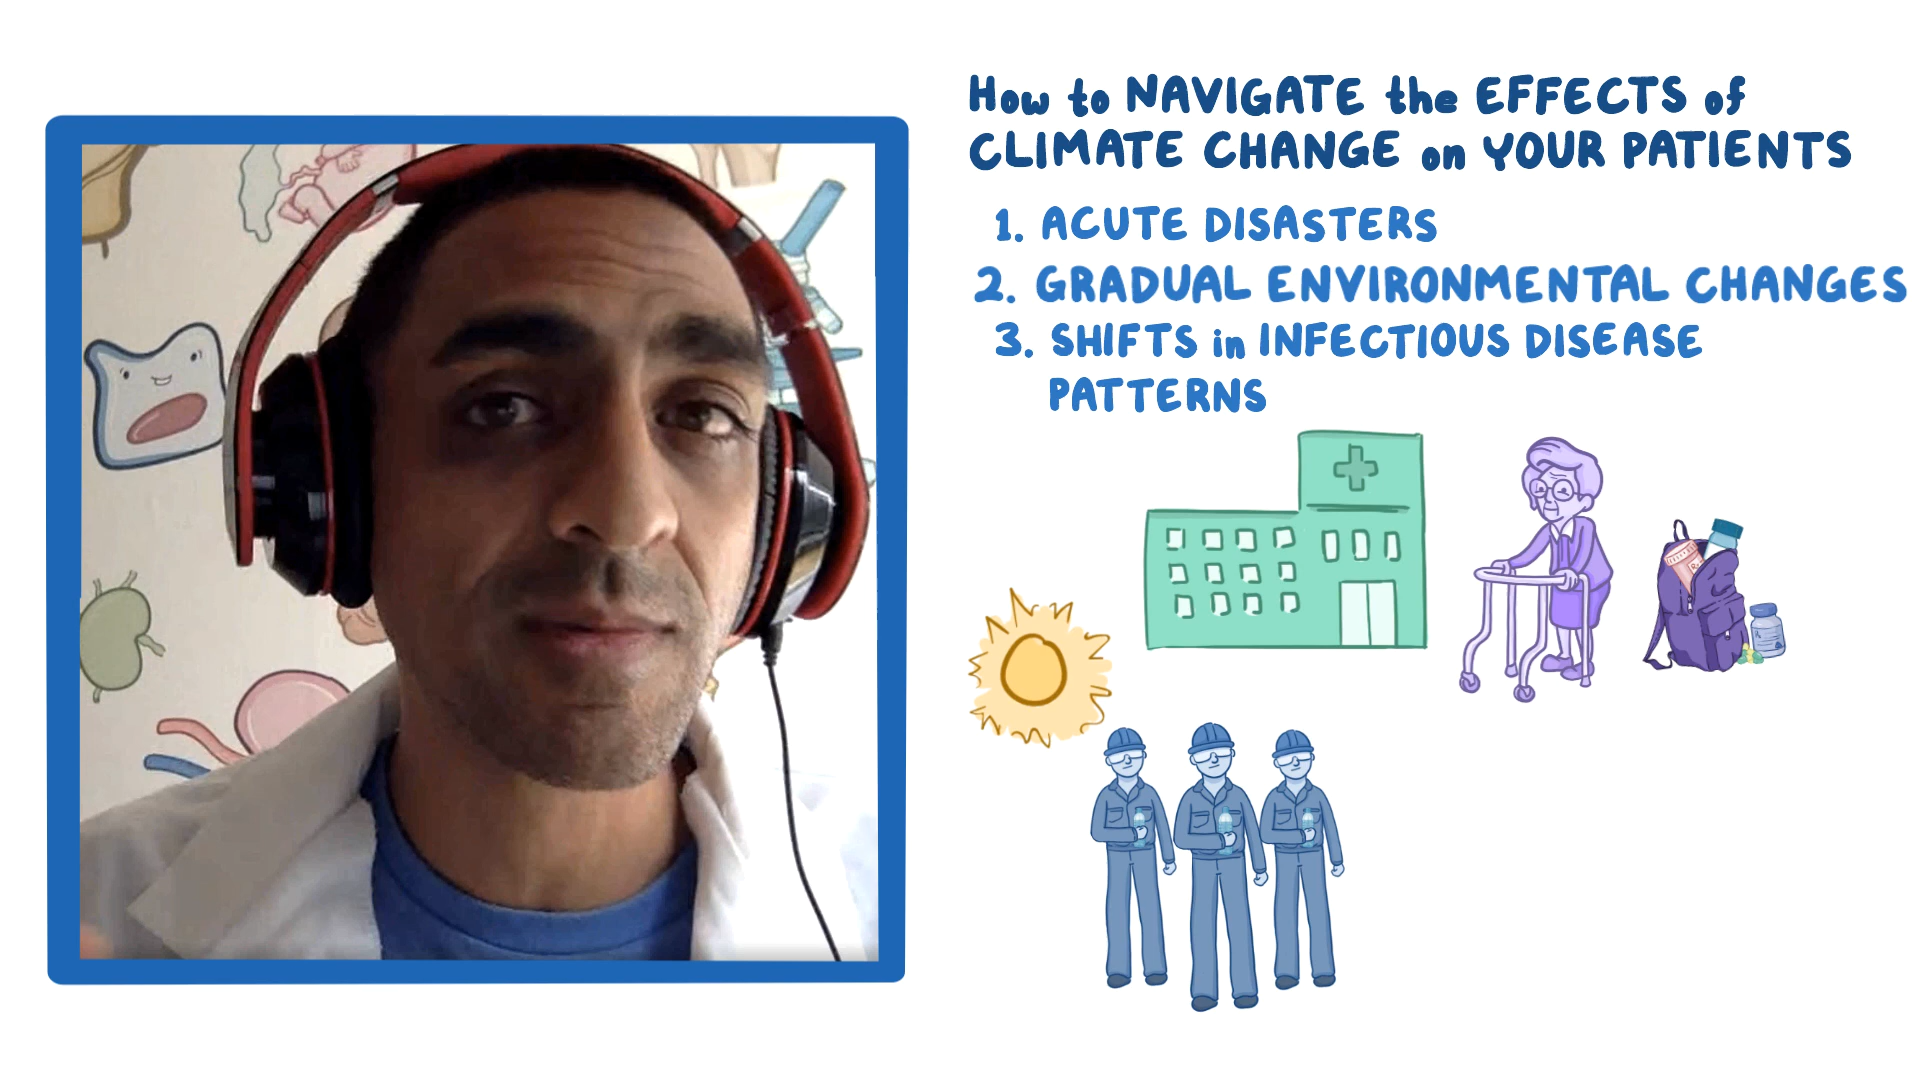 How to NAVIGATE the EFFECTS of
CLIMATE CHANGE on YOUR PATIENTS
1. ACUTE DISASTERS
2. GRADUAL ENVIRONMENTAL CHANGES
3. SHIFTS in INFECTIOUS DISEASE
PATTERNS